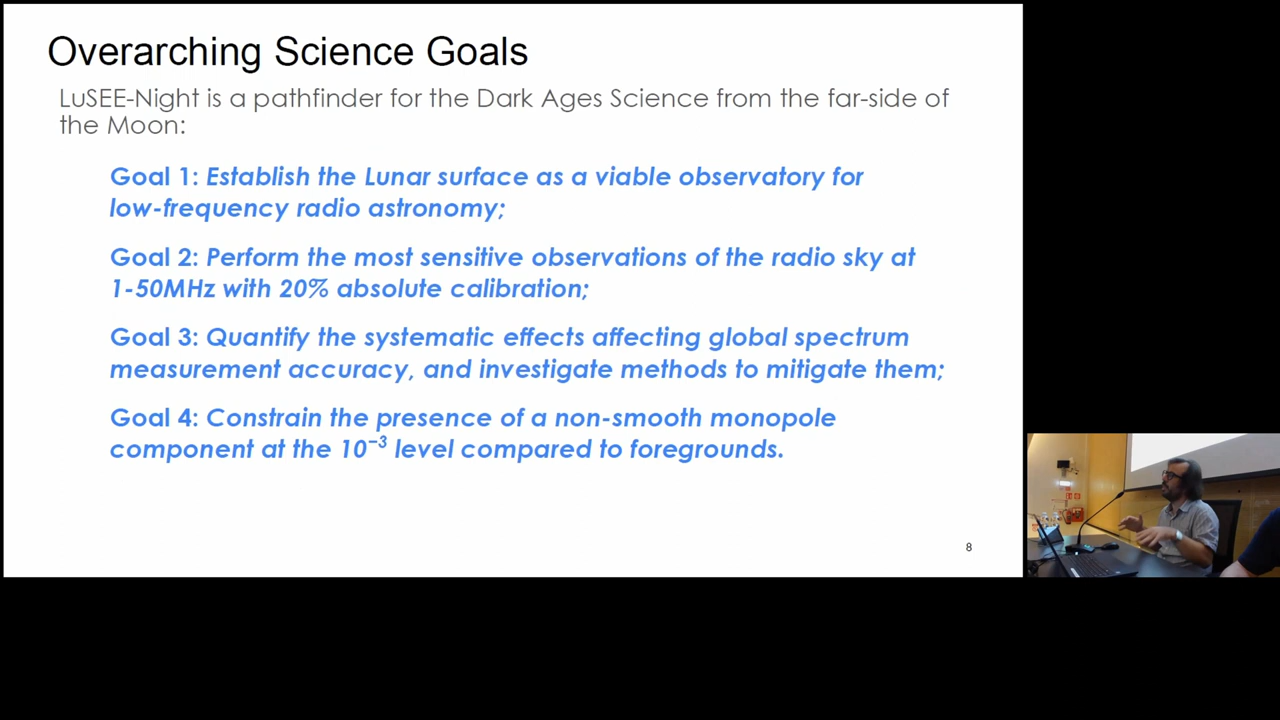 Overarching Science Goals
LuSEE-Night is a pathfinder for the Dark Ages Science from the far-side of
the Moon:
Goal 1: Establish the Lunar surface as a viable observatory for
low-frequency radio astronomy;
Goal 2: Perform the most sensitive observations of the radio sky at
1-50MHz with 20% absolute calibration;
Goal 3: Quantify the systematic effects affecting global spectrum
measurement accuracy, and investigate methods to mitigate them;
Goal 4: Constrain the presence of a non-smooth monopole
component at the 10⁻³ level compared to foregrounds.
8